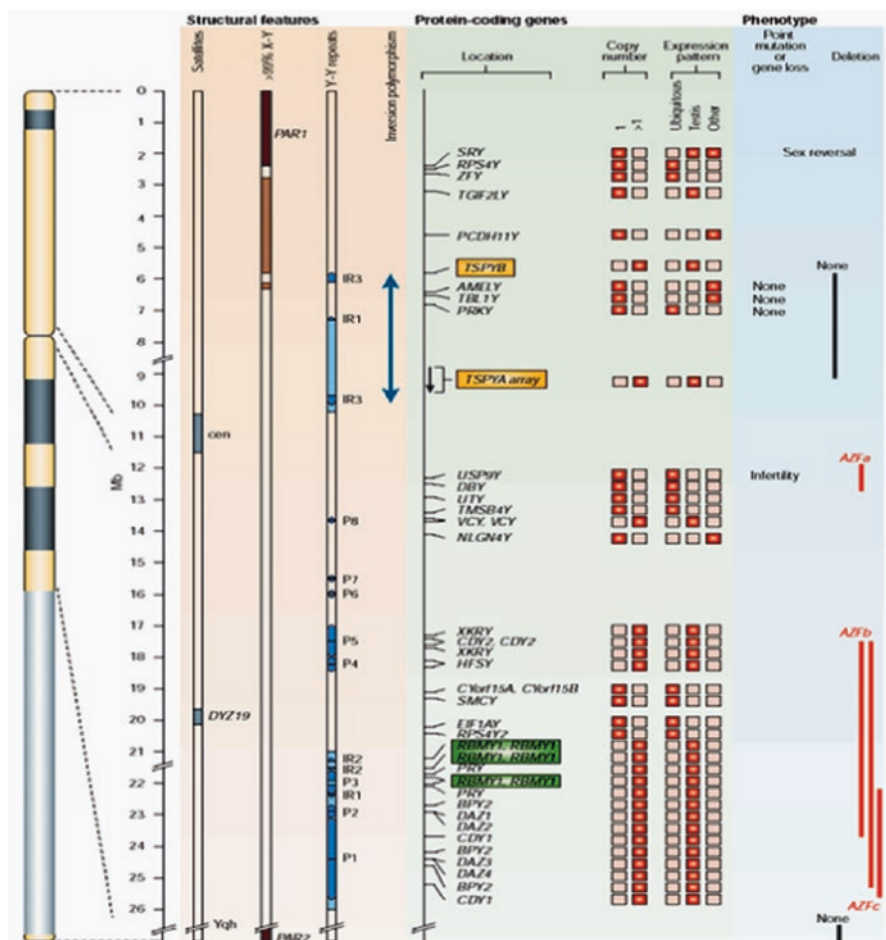 Structural features
Protein-coding genes
Phenotype
Satellites
>99% X-Y
Y-Y repeats
Inversion polymorphism
Location
Copy number
Expression pattern
Point mutation or gene loss
Deletion
1
>1
Ubiquitous
Testis
Other
Mb
0
1
2
3
4
5
6
7
8
9
10
11
12
13
14
15
16
17
18
19
20
21
22
23
24
25
26
cen
DYZ19
Yqh
PAR1
PAR2
IR3
IR1
IR3
P8
P7
P6
P5
P4
IR2
IR2
P3
IR1
P2
P1
SRY
RPS4Y
ZFY
TGIF2LY
PCDH11Y
TSPYB
AMELY
TBL1Y
PRKY
TSPYA array
USP9Y
DBY
UTY
TMSB4Y
VCY, VCY
NLGN4Y
XKRY
CDY2, CDY2
XKRY
HFSY
CYorf15A, CYorf15B
SMCY
EIF1AY
RPS4Y2
RBMY1, RBMY1
RBMY1, RBMY1
PRY
RBMY1, RBMY1
PRY
BPY2
DAZ1
DAZ2
CDY1
BPY2
DAZ3
DAZ4
BPY2
CDY1
Sex reversal
None
None
None
None
Infertility
AZFa
AZFb
AZFc
None